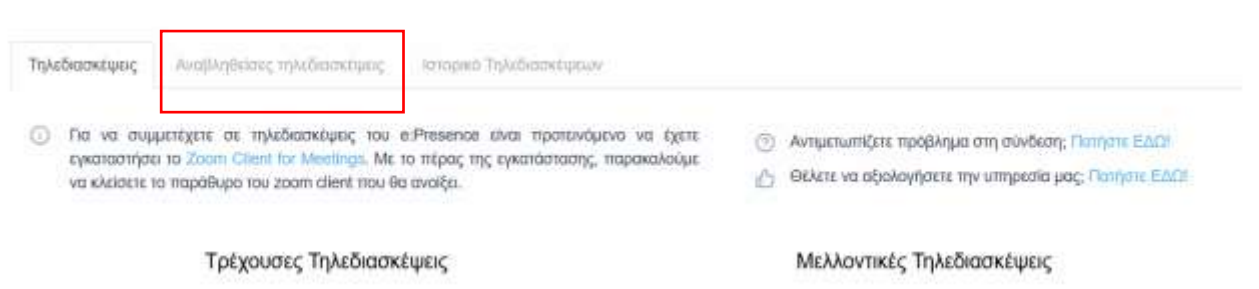 Τηλεδιασκέψεις Αναβληθείσες τηλεδιασκέψεις Ιστορικό Τηλεδιασκέψεων
Για να συμμετέχετε σε τηλεδιασκέψεις του e:Presence είναι προτεινόμενο να έχετε
εγκαταστήσει το Zoom Client for Meetings. Με το πέρας της εγκατάστασης, παρακαλούμε
να κλείσετε το παράθυρο του zoom client που θα ανοίξει.
Αντιμετωπίζετε πρόβλημα στη σύνδεση; Πατήστε ΕΔΩ!
Θέλετε να αξιολογήσετε την υπηρεσία μας; Πατήστε ΕΔΩ!
Τρέχουσες Τηλεδιασκέψεις
Μελλοντικές Τηλεδιασκέψεις